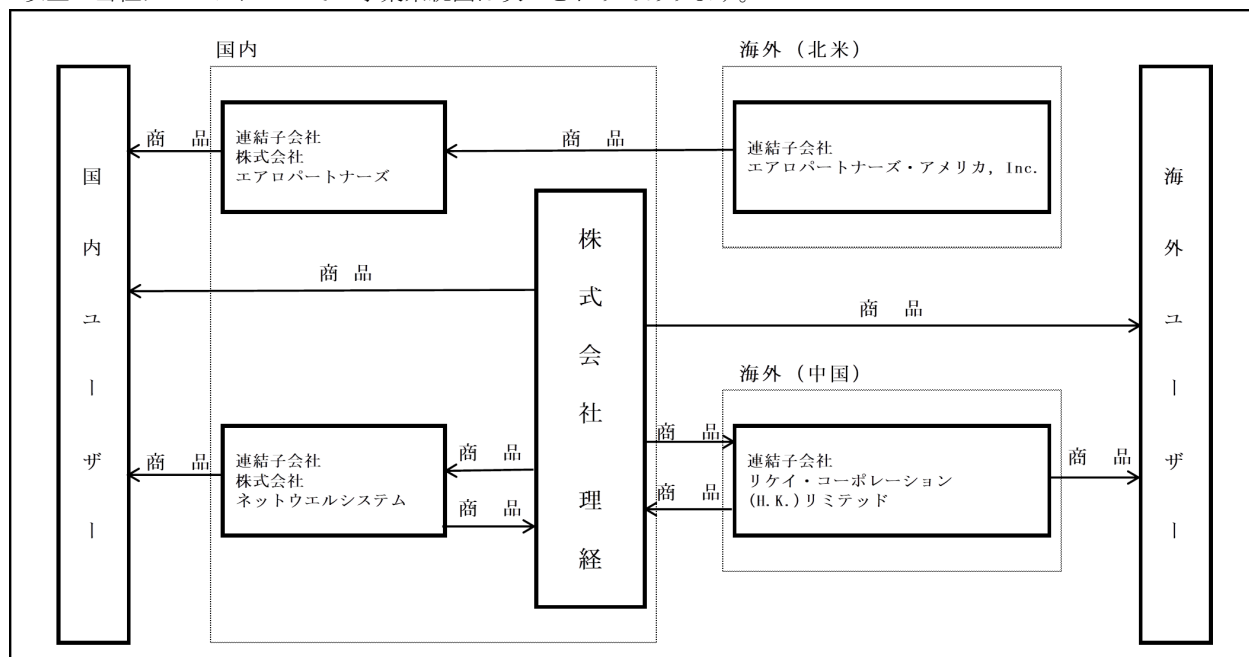 国内
海外（北米）
国内ユーザー
商 品
連結子会社
株式会社
エアロパートナーズ
商 品
連結子会社
エアロパートナーズ・アメリカ, Inc.
海外ユーザー
株式会社 理経
商 品
商 品
海外（中国）
商 品
連結子会社
株式会社
ネットウエルシステム
商 品
商 品
商 品
商 品
連結子会社
リケイ・コーポレーション
(H.K.)リミテッド
商 品